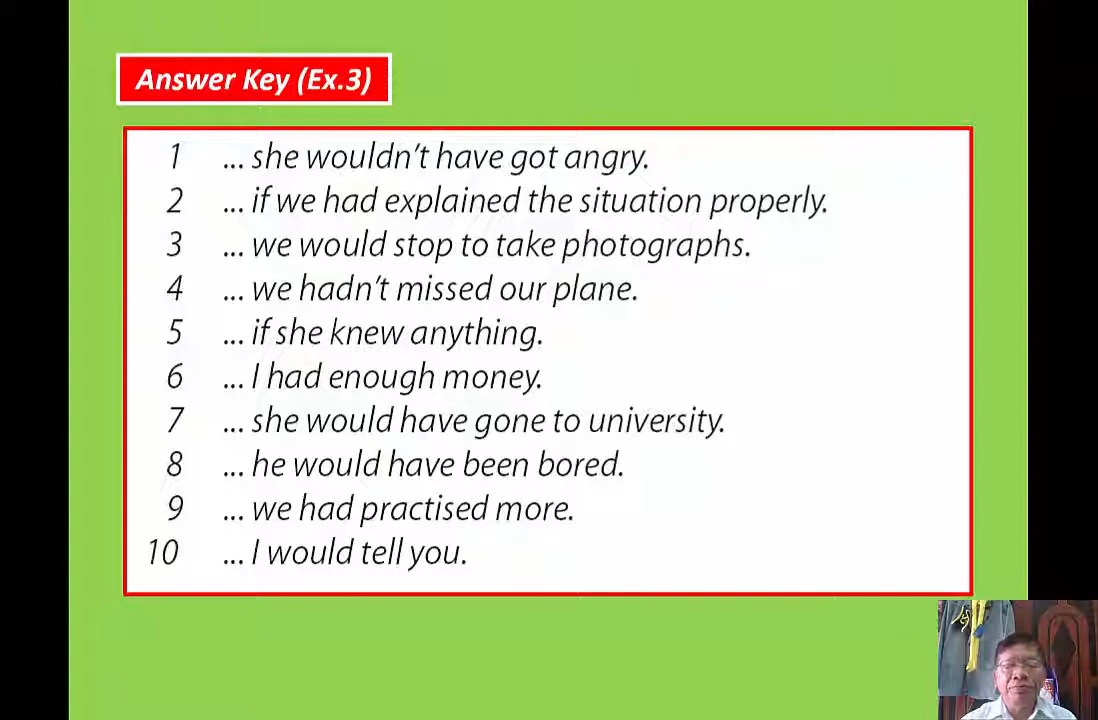 Answer Key (Ex.3)
1 ... she wouldn't have got angry.
2 ... if we had explained the situation properly.
3 ... we would stop to take photographs.
4 ... we hadn't missed our plane.
5 ... if she knew anything.
6 ... I had enough money.
7 ... she would have gone to university.
8 ... he would have been bored.
9 ... we had practised more.
10 ... I would tell you.